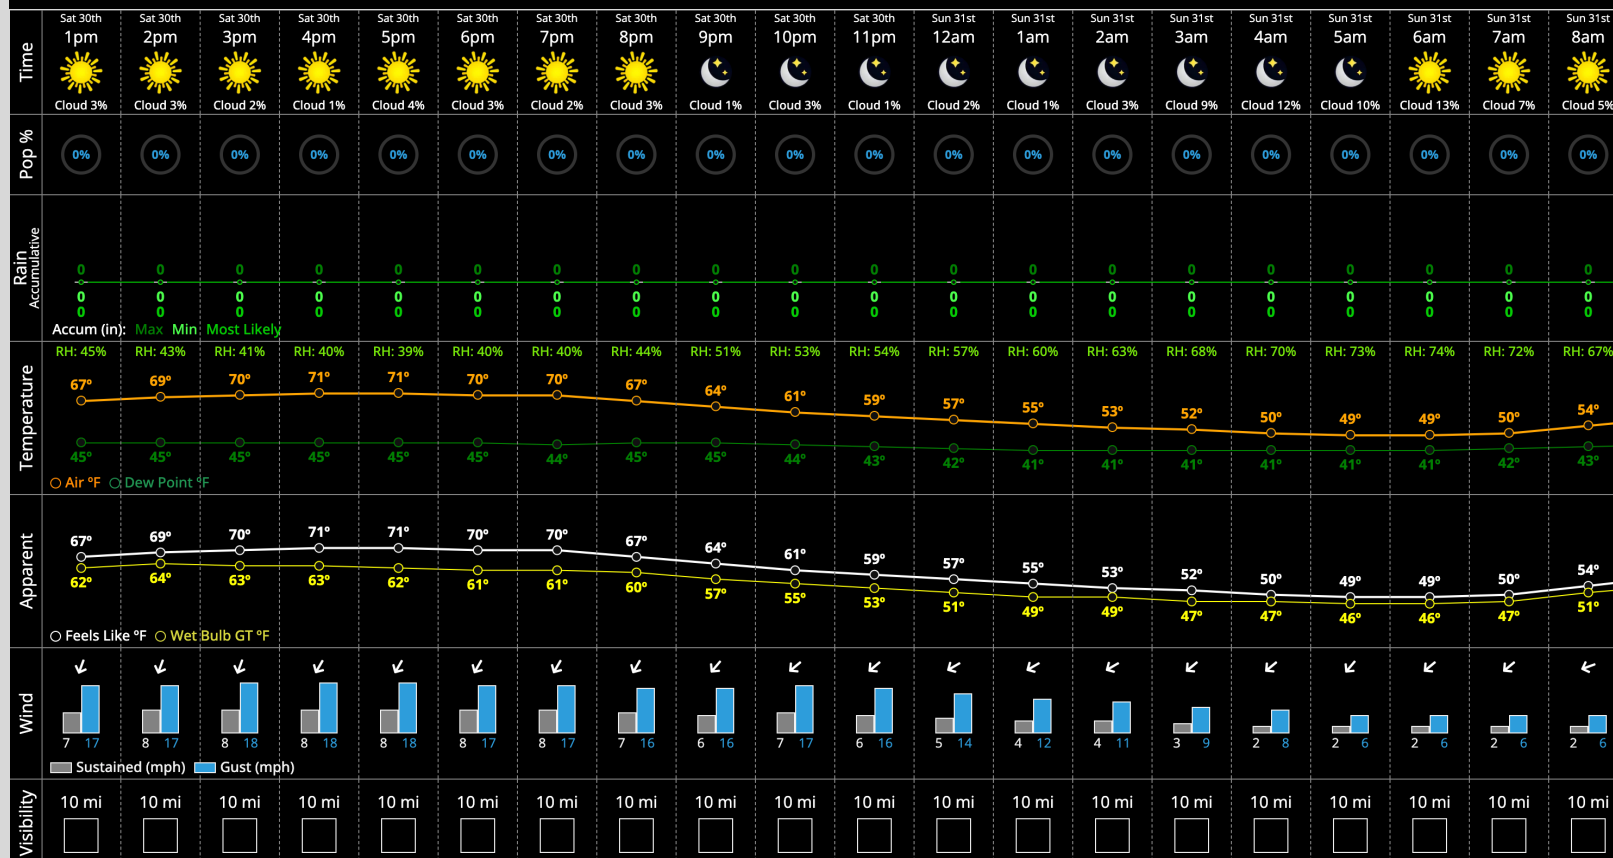 Sat 30th Sat 30th Sat 30th Sat 30th Sat 30th Sat 30th Sat 30th Sat 30th Sat 30th Sat 30th Sat 30th Sun 31st Sun 31st Sun 31st Sun 31st Sun 31st Sun 31st Sun 31st Sun 31st Sun 31st
Time 1pm 2pm 3pm 4pm 5pm 6pm 7pm 8pm 9pm 10pm 11pm 12am 1am 2am 3am 4am 5am 6am 7am 8am
Cloud 3% Cloud 3% Cloud 2% Cloud 1% Cloud 4% Cloud 3% Cloud 2% Cloud 3% Cloud 1% Cloud 3% Cloud 1% Cloud 2% Cloud 1% Cloud 3% Cloud 9% Cloud 12% Cloud 10% Cloud 13% Cloud 7% Cloud 5%
Pop % 0% 0% 0% 0% 0% 0% 0% 0% 0% 0% 0% 0% 0% 0% 0% 0% 0% 0% 0% 0%
Rain
Accumulative
0 0 0 0 0 0 0 0 0 0 0 0 0 0 0 0 0 0 0 0
0 0 0 0 0 0 0 0 0 0 0 0 0 0 0 0 0 0 0 0
0 0 0 0 0 0 0 0 0 0 0 0 0 0 0 0 0 0 0 0
Accum (in): Max Min Most Likely
Temperature
RH: 45% RH: 43% RH: 41% RH: 40% RH: 39% RH: 40% RH: 40% RH: 44% RH: 51% RH: 53% RH: 54% RH: 57% RH: 60% RH: 63% RH: 68% RH: 70% RH: 73% RH: 74% RH: 72% RH: 67%
67° 69° 70° 71° 71° 70° 70° 67° 64° 61° 59° 57° 55° 53° 52° 50° 49° 49° 50° 54°
45° 45° 45° 45° 45° 45° 44° 45° 45° 44° 43° 42° 41° 41° 41° 41° 41° 41° 42° 43°
Air ºF Dew Point ºF
Apparent
67° 69° 70° 71° 71° 70° 70° 67° 64° 61° 59° 57° 55° 53° 52° 50° 49° 49° 50° 54°
62° 64° 63° 63° 62° 61° 61° 60° 57° 55° 53° 51° 49° 49° 47° 47° 46° 46° 47° 51°
Feels Like ºF Wet Bulb GT ºF
Wind
7 17 8 17 8 18 8 18 8 18 8 17 8 17 7 16 6 16 7 17 6 16 5 14 4 12 4 11 3 9 2 8 2 6 2 6 2 6 2 6
Sustained (mph) Gust (mph)
Visibility
10 mi 10 mi 10 mi 10 mi 10 mi 10 mi 10 mi 10 mi 10 mi 10 mi 10 mi 10 mi 10 mi 10 mi 10 mi 10 mi 10 mi 10 mi 10 mi 10 mi